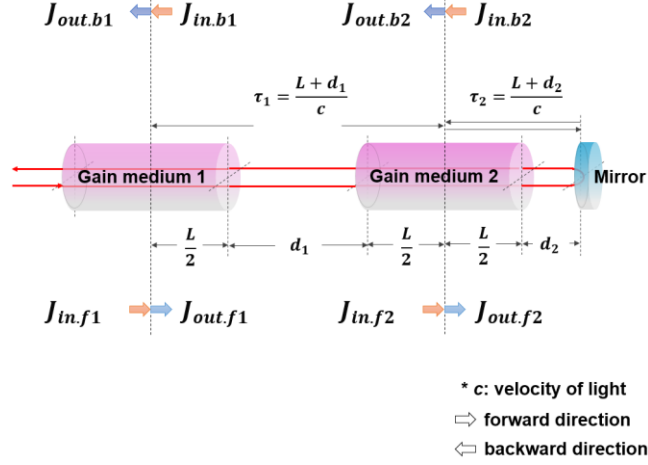 J_out.b1 J_in.b1 J_out.b2 J_in.b2
τ₁ = (L + d₁)/c τ₂ = (L + d₂)/c
Gain medium 1 Gain medium 2 Mirror
L/2 d₁ L/2 L/2 d₂
J_in.f1 J_out.f1 J_in.f2 J_out.f2
* c: velocity of light
forward direction
backward direction